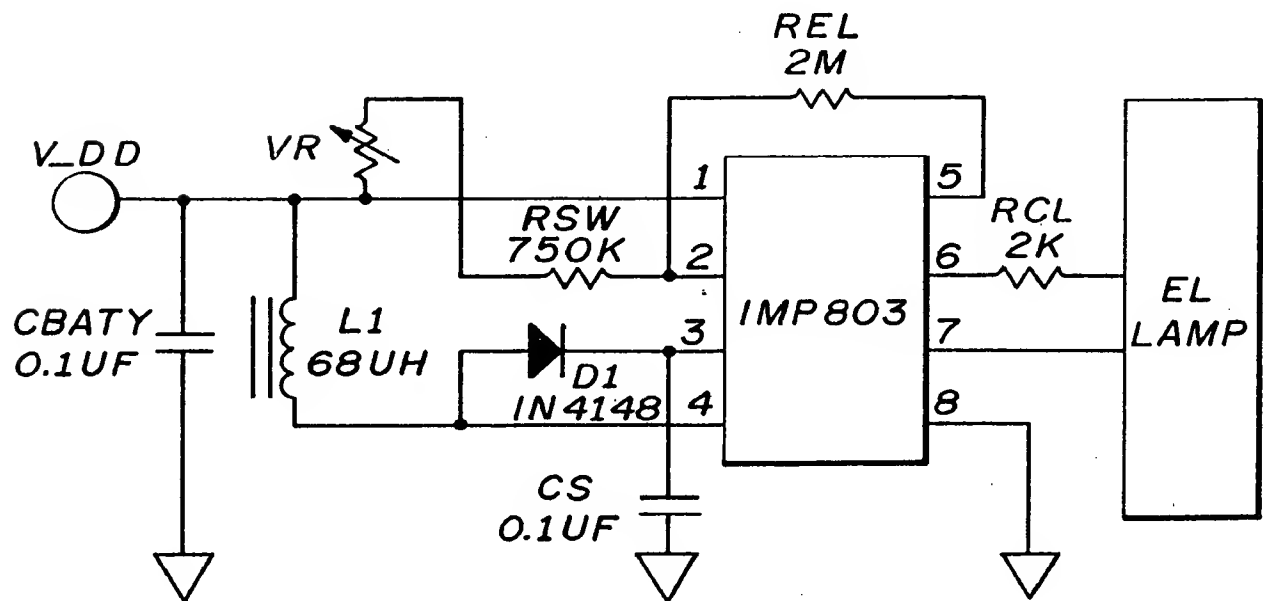 REL
2M
V_DD
VR
1
5
RSW
750K
RCL
2K
2
6
CBATY
0.1UF
L1
68UH
3
IMP803
7
EL
LAMP
D1
IN4148
4
8
CS
0.1UF